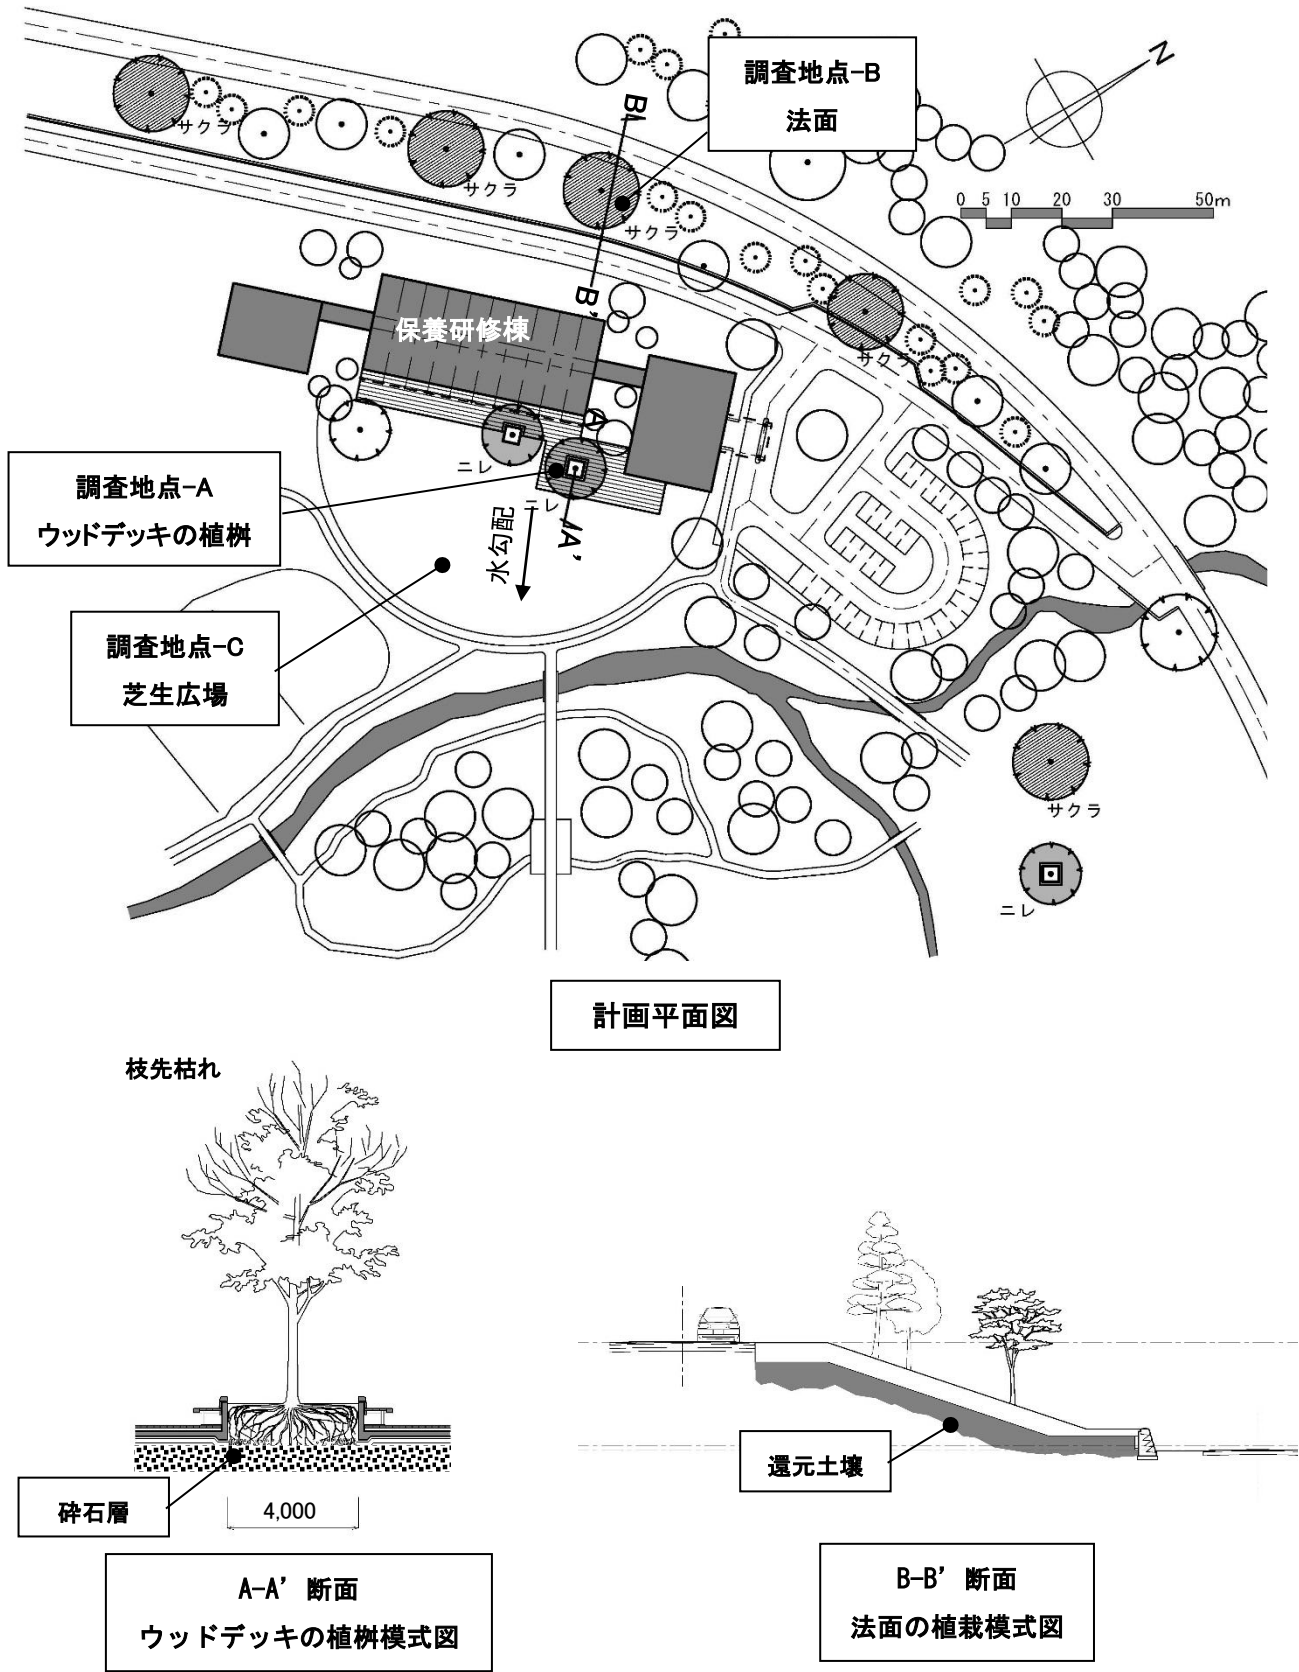 調査地点-B
法面
N
0 5 10 20 30 50m
B
サクラ
サクラ
サクラ
B'
保養研修棟
サクラ
A
ニレ
ニレ
調査地点-A
ウッドデッキの植桝
水勾配
A'
調査地点-C
芝生広場
サクラ
ニレ
計画平面図
枝先枯れ
還元土壌
砕石層
4,000
A-A' 断面
ウッドデッキの植桝模式図
B-B' 断面
法面の植栽模式図